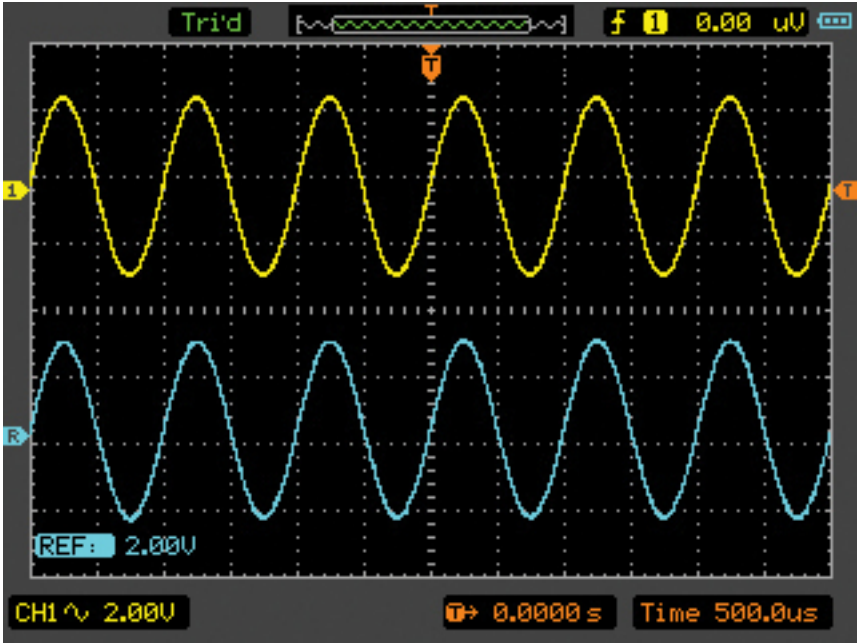 Tri'd
T
1 0.00 uV
T
1
T
R
REF: 2.00V
CH1 2.00V
T→ 0.0000s
Time 500.0us